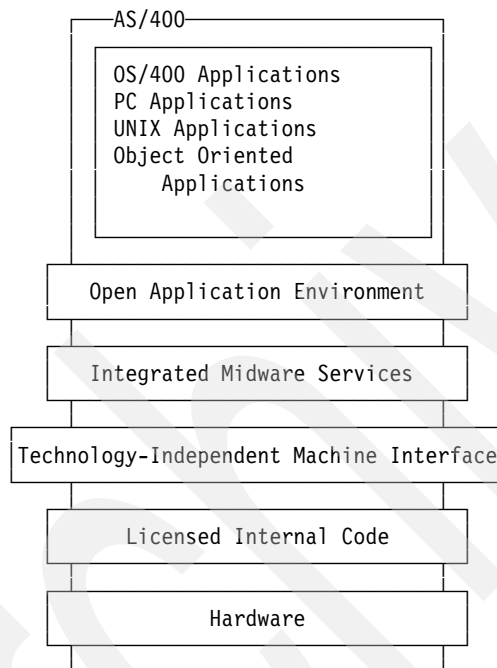 AS/400
OS/400 Applications
PC Applications
UNIX Applications
Object Oriented
Applications
Open Application Environment
Integrated Midware Services
Technology-Independent Machine Interface
Licensed Internal Code
Hardware